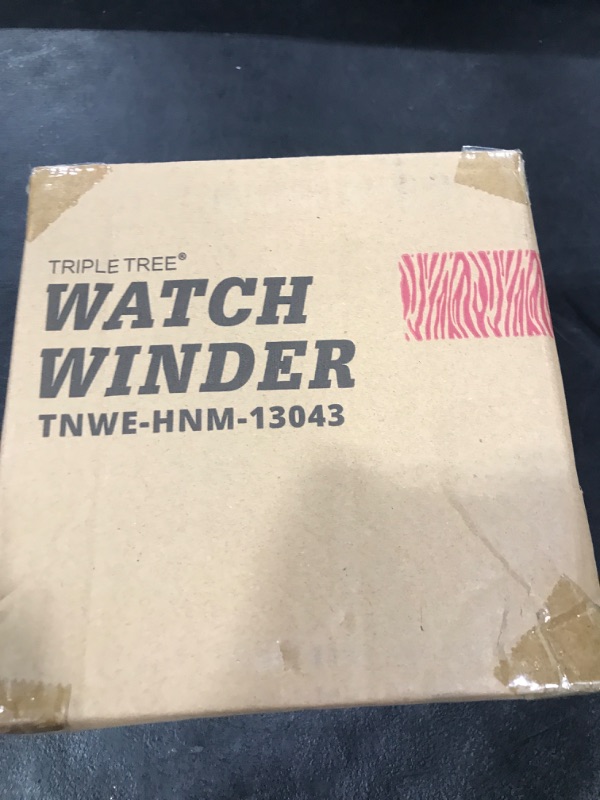 TRIPLE TREE®
WATCH
WINDER
TNWE-HNM-13043